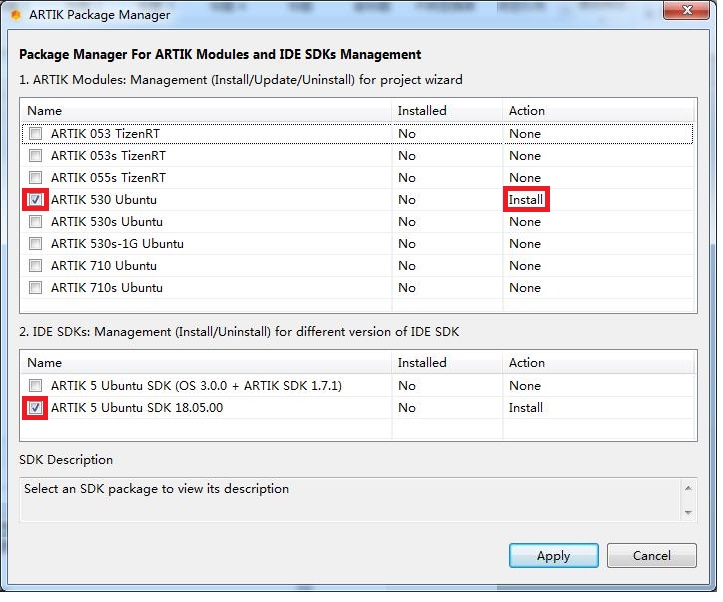 ARTIK Package Manager
Package Manager For ARTIK Modules and IDE SDKs Management
1. ARTIK Modules: Management (Install/Update/Uninstall) for project wizard
Name Installed Action
ARTIK 053 TizenRT No None
ARTIK 053s TizenRT No None
ARTIK 055s TizenRT No None
ARTIK 530 Ubuntu No Install
ARTIK 530s Ubuntu No None
ARTIK 530s-1G Ubuntu No None
ARTIK 710 Ubuntu No None
ARTIK 710s Ubuntu No None
2. IDE SDKs: Management (Install/Uninstall) for different version of IDE SDK
Name Installed Action
ARTIK 5 Ubuntu SDK (OS 3.0.0 + ARTIK SDK 1.7.1) No None
ARTIK 5 Ubuntu SDK 18.05.00 No Install
SDK Description
Select an SDK package to view its description
Apply Cancel